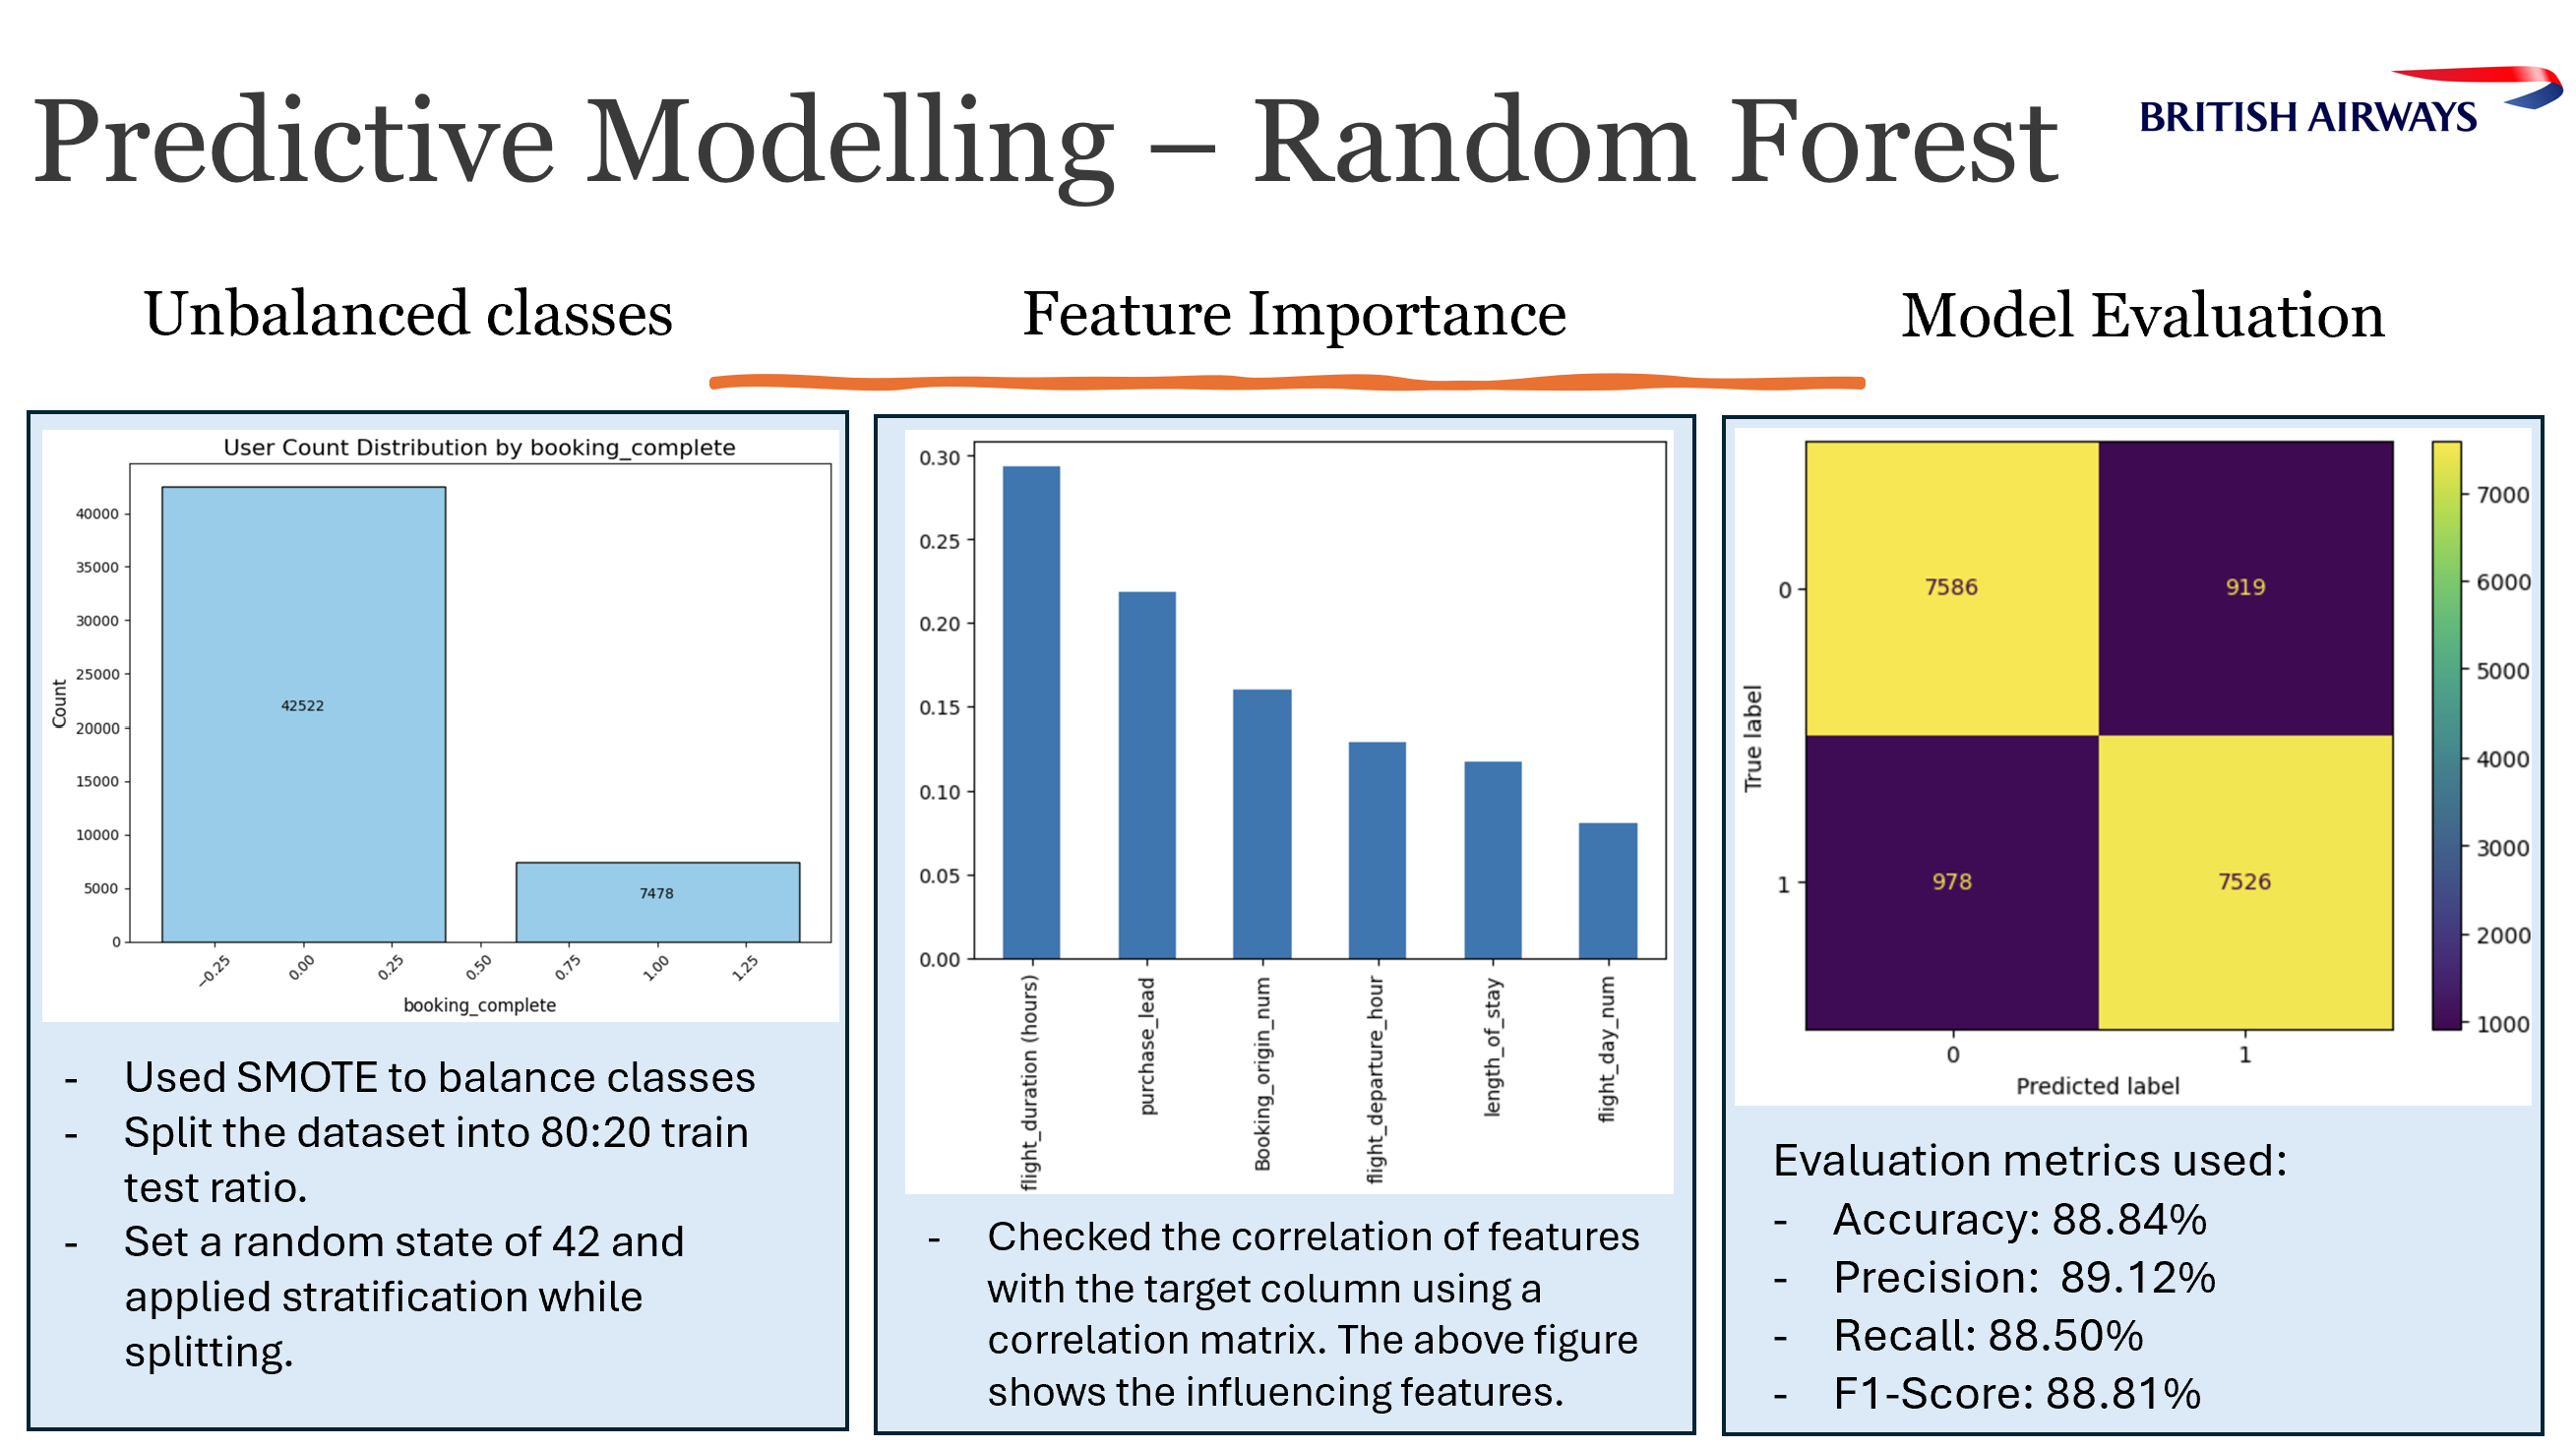 Predictive Modelling – Random Forest
BRITISH AIRWAYS
Unbalanced classes
Feature Importance
Model Evaluation
User Count Distribution by booking_complete
40000
35000
30000
25000
20000
15000
10000
5000
0
Count
42522
7478
−0.25
0.00
0.25
0.50
0.75
1.00
1.25
booking_complete
- Used SMOTE to balance classes
- Split the dataset into 80:20 train
test ratio.
- Set a random state of 42 and
applied stratification while
splitting.
0.30
0.25
0.20
0.15
0.10
0.05
0.00
flight_duration (hours)
purchase_lead
Booking_origin_num
flight_departure_hour
length_of_stay
flight_day_num
- Checked the correlation of features
with the target column using a
correlation matrix. The above figure
shows the influencing features.
True label
0
1
7586
919
978
7526
0
1
Predicted label
7000
6000
5000
4000
3000
2000
1000
Evaluation metrics used:
- Accuracy: 88.84%
- Precision: 89.12%
- Recall: 88.50%
- F1-Score: 88.81%